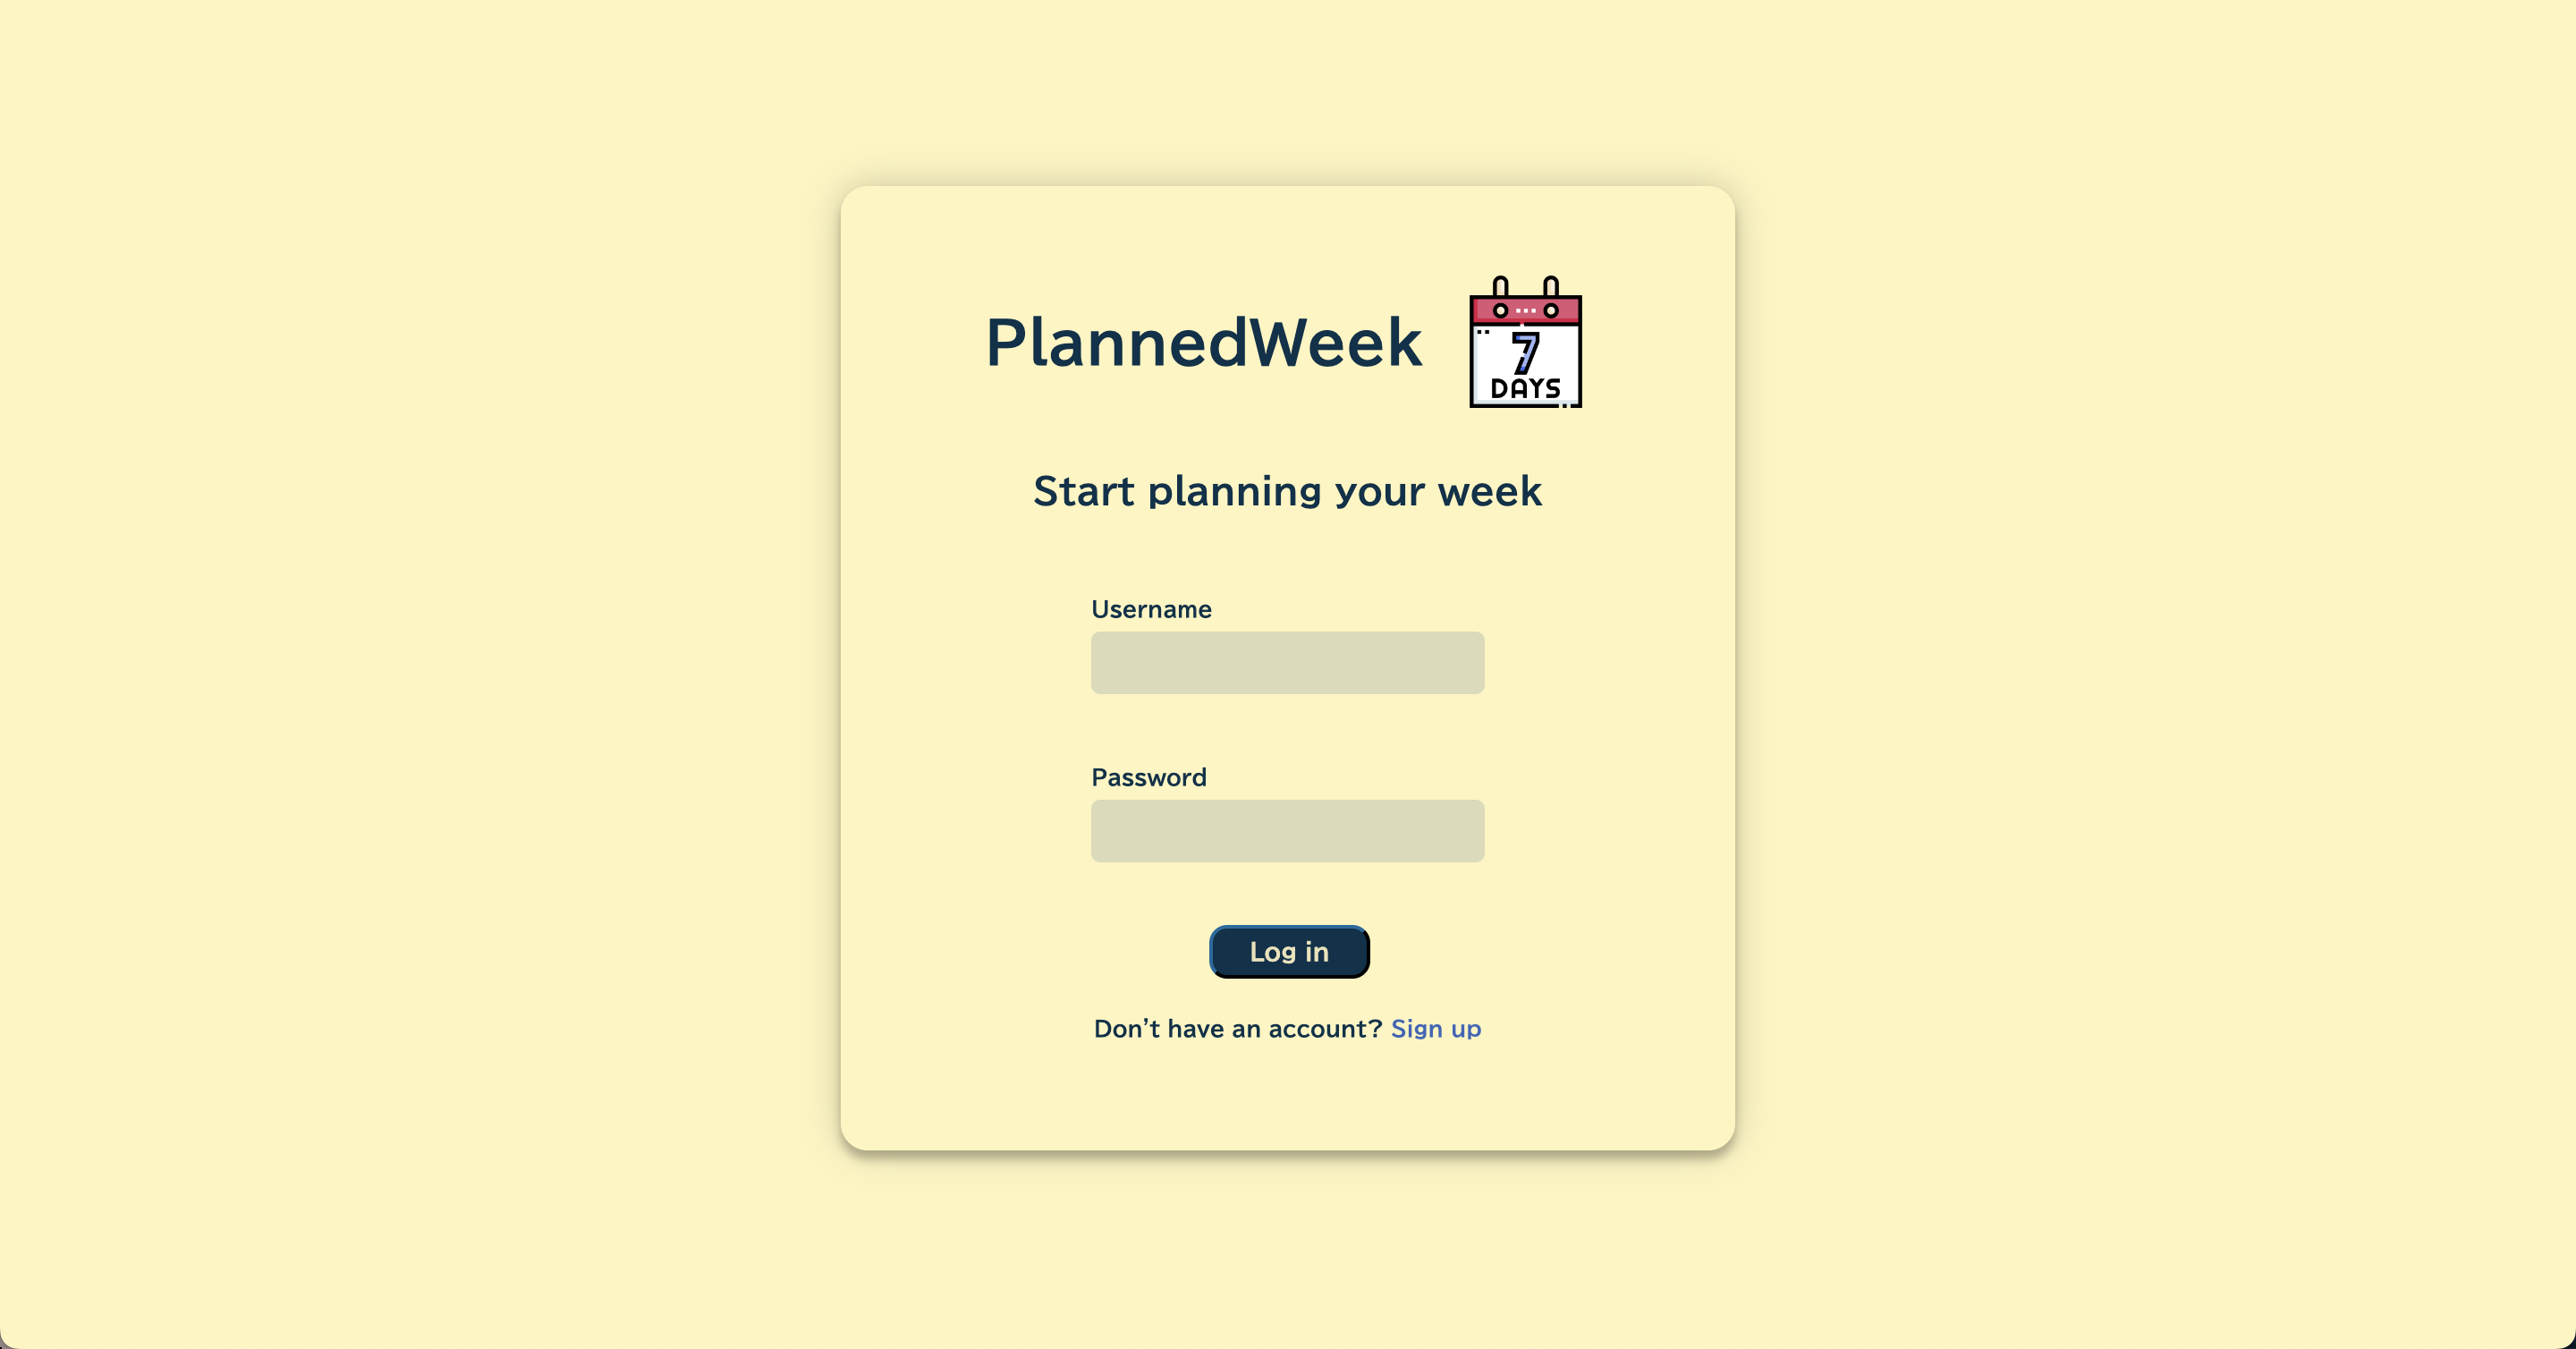 PlannedWeek
7
DAYS
Start planning your week
Username
Password
Log in
Don’t have an account? Sign up